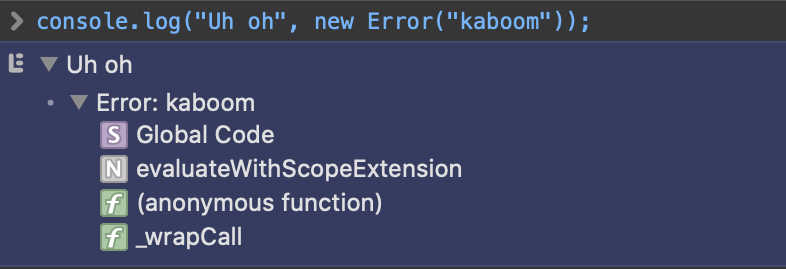 console.log("Uh oh", new Error("kaboom"));
Uh oh
Error: kaboom
S Global Code
N evaluateWithScopeExtension
f (anonymous function)
f _wrapCall